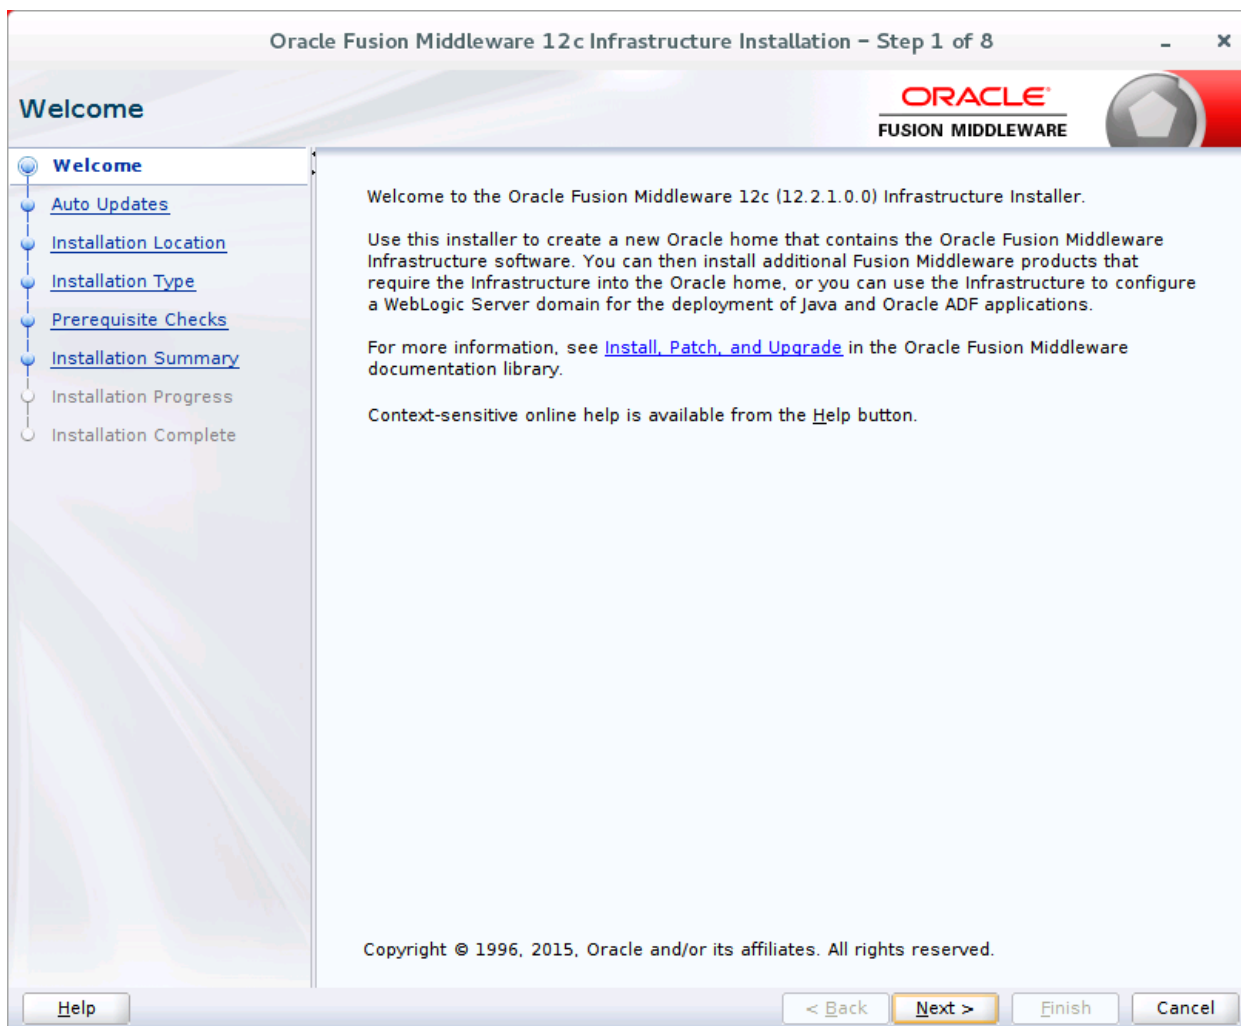 Oracle Fusion Middleware 12c Infrastructure Installation – Step 1 of 8
Welcome
ORACLE
FUSION MIDDLEWARE
Welcome
Auto Updates
Installation Location
Installation Type
Prerequisite Checks
Installation Summary
Installation Progress
Installation Complete
Welcome to the Oracle Fusion Middleware 12c (12.2.1.0.0) Infrastructure Installer.
Use this installer to create a new Oracle home that contains the Oracle Fusion Middleware
Infrastructure software. You can then install additional Fusion Middleware products that
require the Infrastructure into the Oracle home, or you can use the Infrastructure to configure
a WebLogic Server domain for the deployment of Java and Oracle ADF applications.
For more information, see Install, Patch, and Upgrade in the Oracle Fusion Middleware
documentation library.
Context-sensitive online help is available from the Help button.
Copyright © 1996, 2015, Oracle and/or its affiliates. All rights reserved.
Help
< Back
Next >
Finish
Cancel